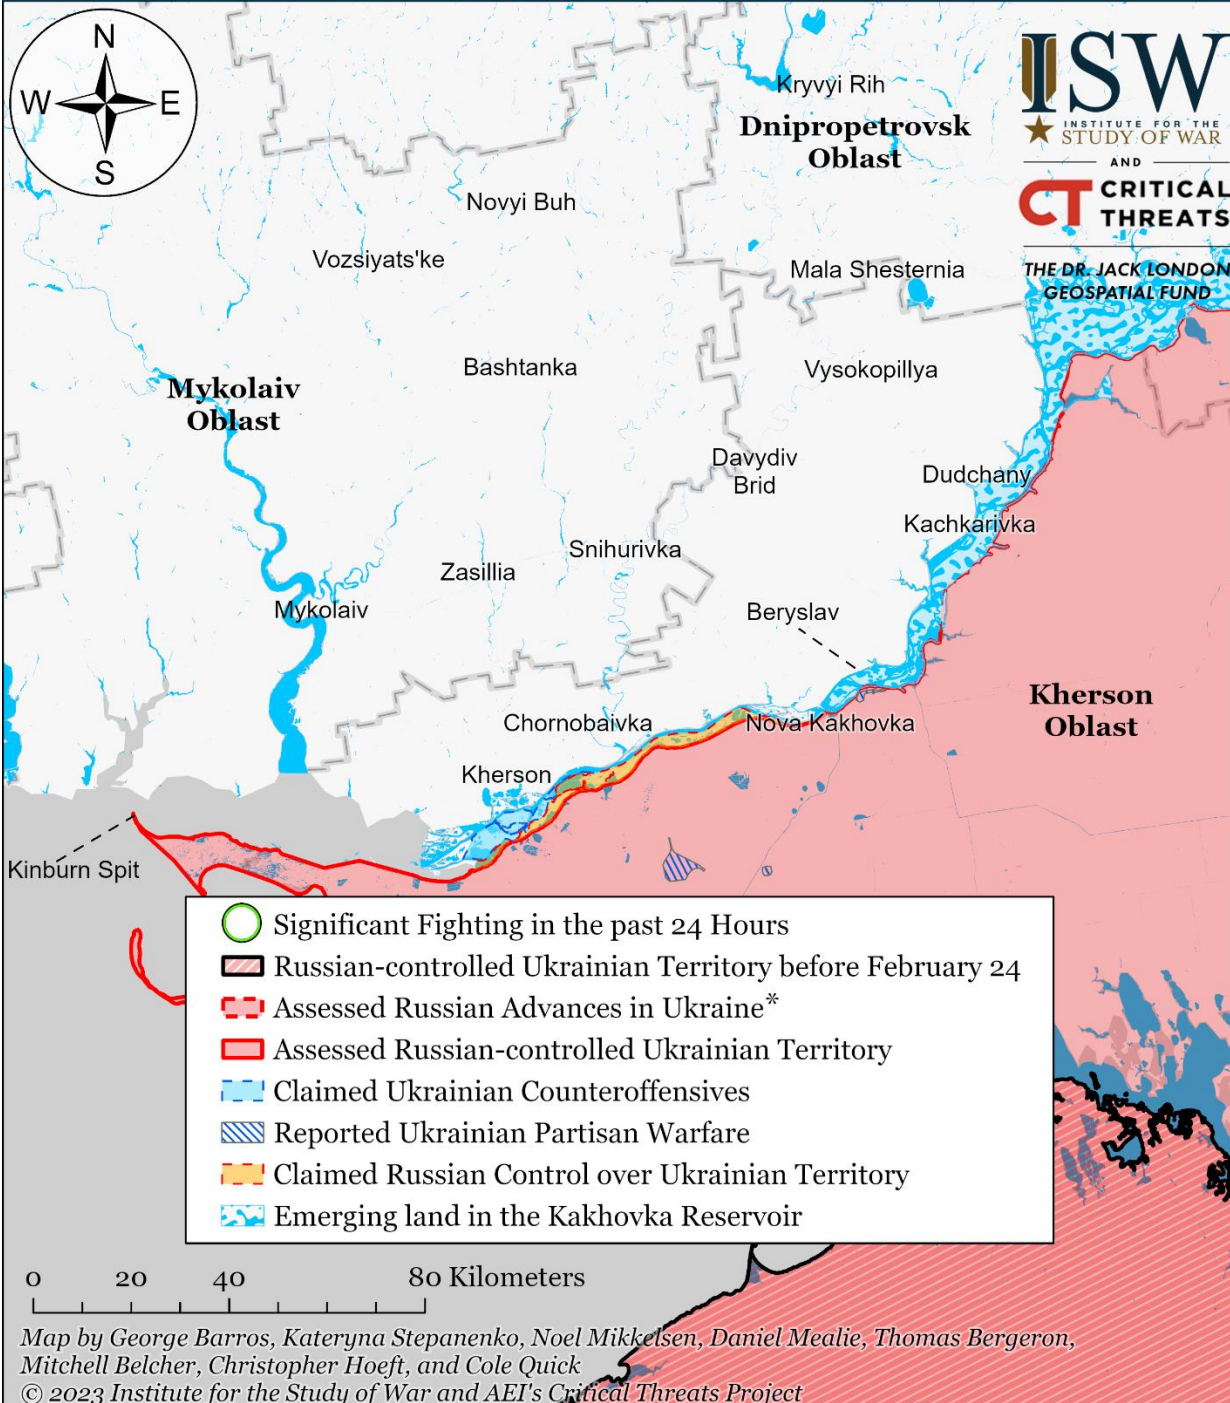 N
W
E
S
ISW
INSTITUTE FOR THE
STUDY OF WAR
AND
CT CRITICAL
THREATS
THE DR. JACK LONDON
GEOSPATIAL FUND
Kryvyi Rih
Dnipropetrovsk
Oblast
Novyi Buh
Vozsiyats'ke
Mala Shesternia
Bashtanka
Vysokopillya
Mykolaiv
Oblast
Davydiv
Brid
Dudchany
Kachkarivka
Snihurivka
Zasillia
Mykolaiv
Beryslav
Kherson
Oblast
Chornobaivka
Nova Kakhovka
Kherson
Kinburn Spit
Significant Fighting in the past 24 Hours
Russian-controlled Ukrainian Territory before February 24
Assessed Russian Advances in Ukraine*
Assessed Russian-controlled Ukrainian Territory
Claimed Ukrainian Counteroffensives
Reported Ukrainian Partisan Warfare
Claimed Russian Control over Ukrainian Territory
Emerging land in the Kakhovka Reservoir
0 20 40 80 Kilometers
Map by George Barros, Kateryna Stepanenko, Noel Mikkelsen, Daniel Mealie, Thomas Bergeron,
Mitchell Belcher, Christopher Hoeft, and Cole Quick
© 2023 Institute for the Study of War and AEI's Critical Threats Project